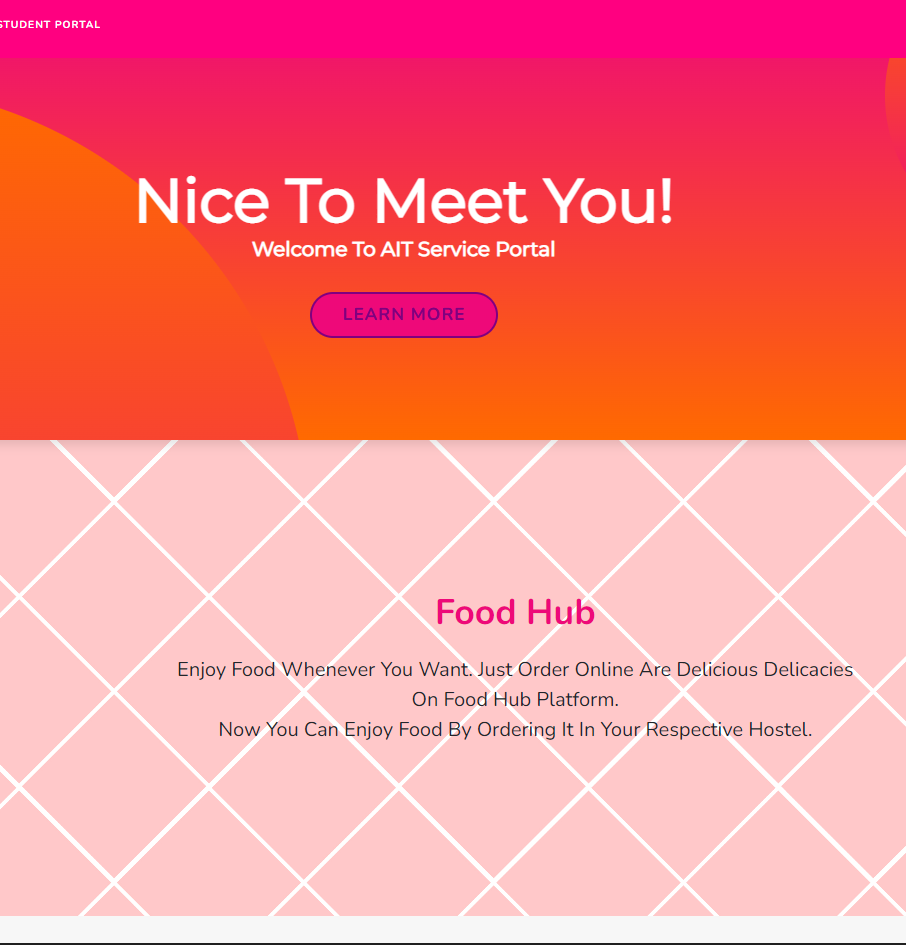 STUDENT PORTAL
Nice To Meet You!
Welcome To AIT Service Portal
LEARN MORE
Food Hub
Enjoy Food Whenever You Want. Just Order Online Are Delicious Delicacies
On Food Hub Platform.
Now You Can Enjoy Food By Ordering It In Your Respective Hostel.